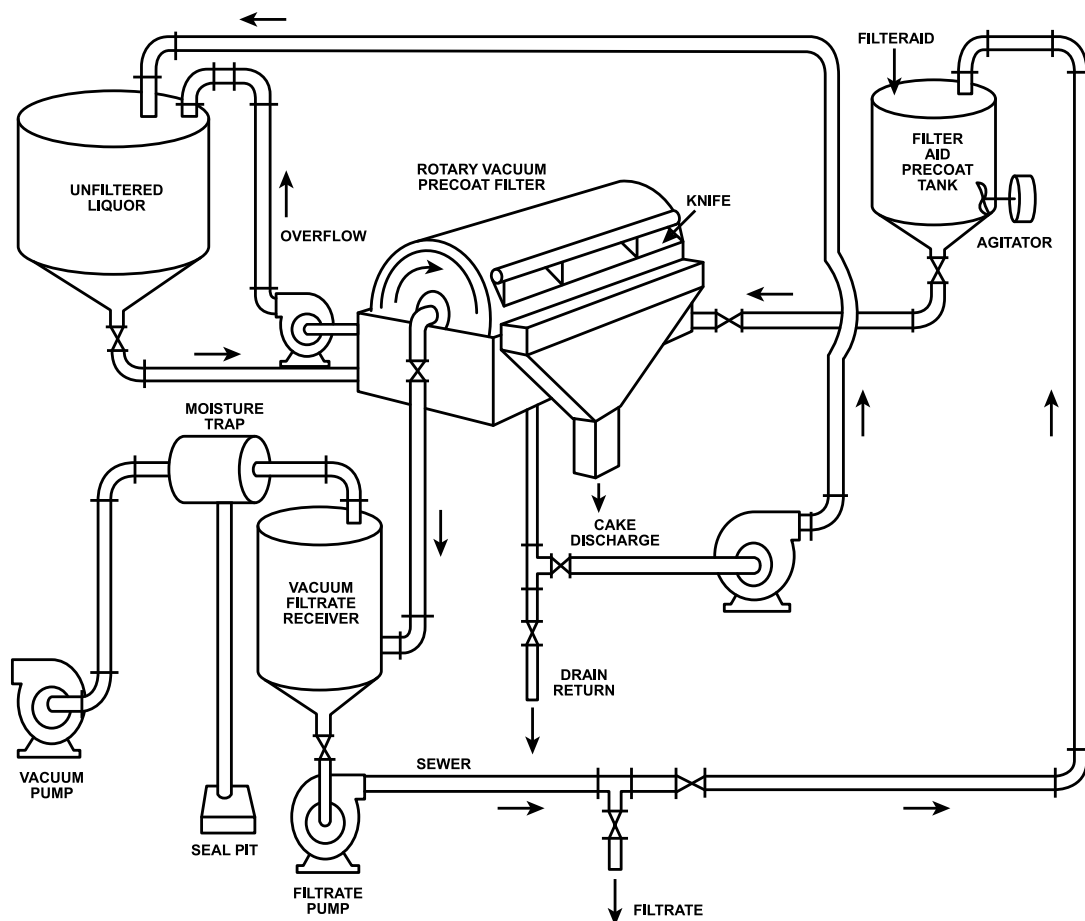 FILTERAID
FILTER
AID
PRECOAT
TANK
ROTARY VACUUM
PRECOAT FILTER
UNFILTERED
LIQUOR
KNIFE
OVERFLOW
AGITATOR
MOISTURE
TRAP
CAKE
DISCHARGE
VACUUM
FILTRATE
RECEIVER
DRAIN
RETURN
VACUUM
PUMP
SEWER
SEAL PIT
FILTRATE
PUMP
FILTRATE